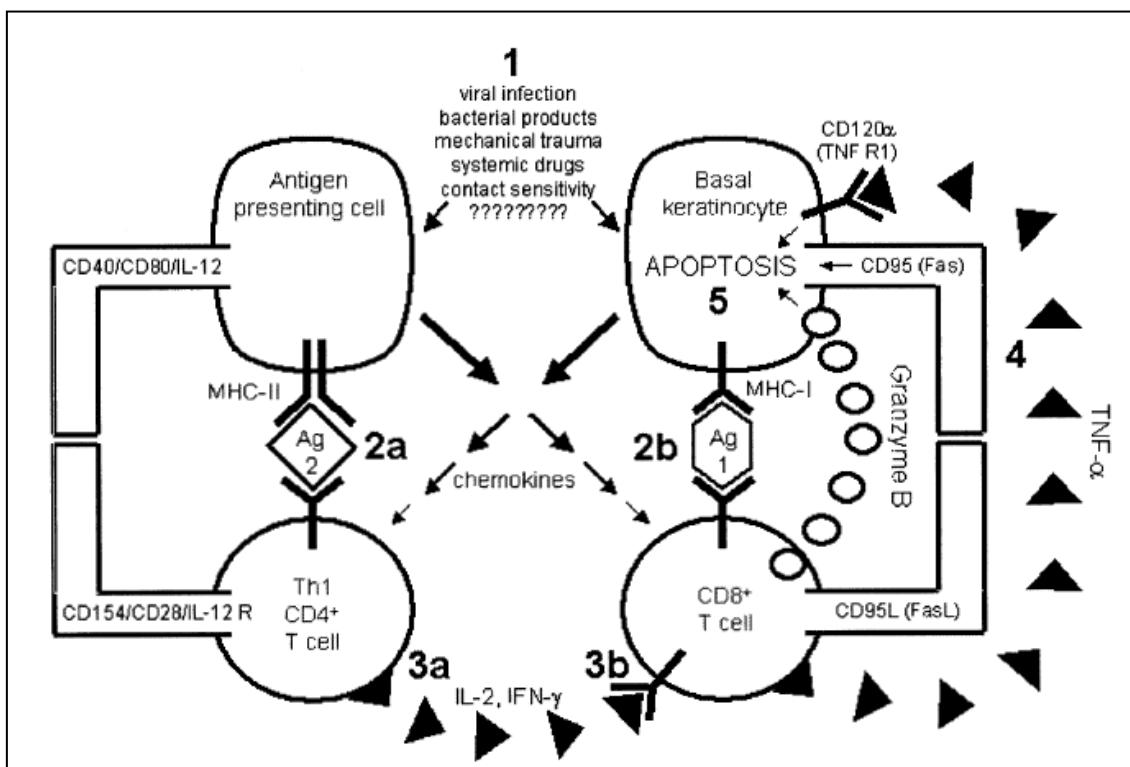 1
viral infection
bacterial products
mechanical trauma
systemic drugs
contact sensitivity
?????????
CD120α
(TNF R1)
Antigen
presenting cell
Basal
keratinocyte
CD40/CD80/IL-12
APOPTOSIS
CD95 (Fas)
5
4
MHC-II
MHC-I
Granzyme B
TNF-α
Ag
2
2a
2b
Ag
1
chemokines
Th1
CD4⁺
T cell
CD8⁺
T cell
CD154/CD28/IL-12 R
CD95L (FasL)
3a
3b
IL-2, IFN-γ